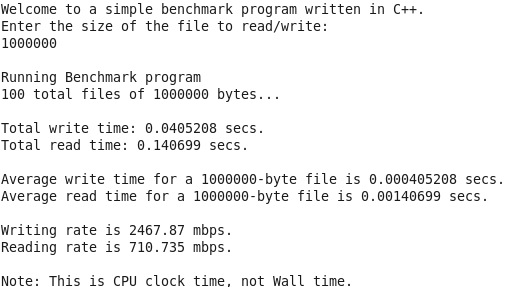 Welcome to a simple benchmark program written in C++.
Enter the size of the file to read/write:
1000000
Running Benchmark program
100 total files of 1000000 bytes...
Total write time: 0.0405208 secs.
Total read time: 0.140699 secs.
Average write time for a 1000000-byte file is 0.000405208 secs.
Average read time for a 1000000-byte file is 0.00140699 secs.
Writing rate is 2467.87 mbps.
Reading rate is 710.735 mbps.
Note: This is CPU clock time, not Wall time.